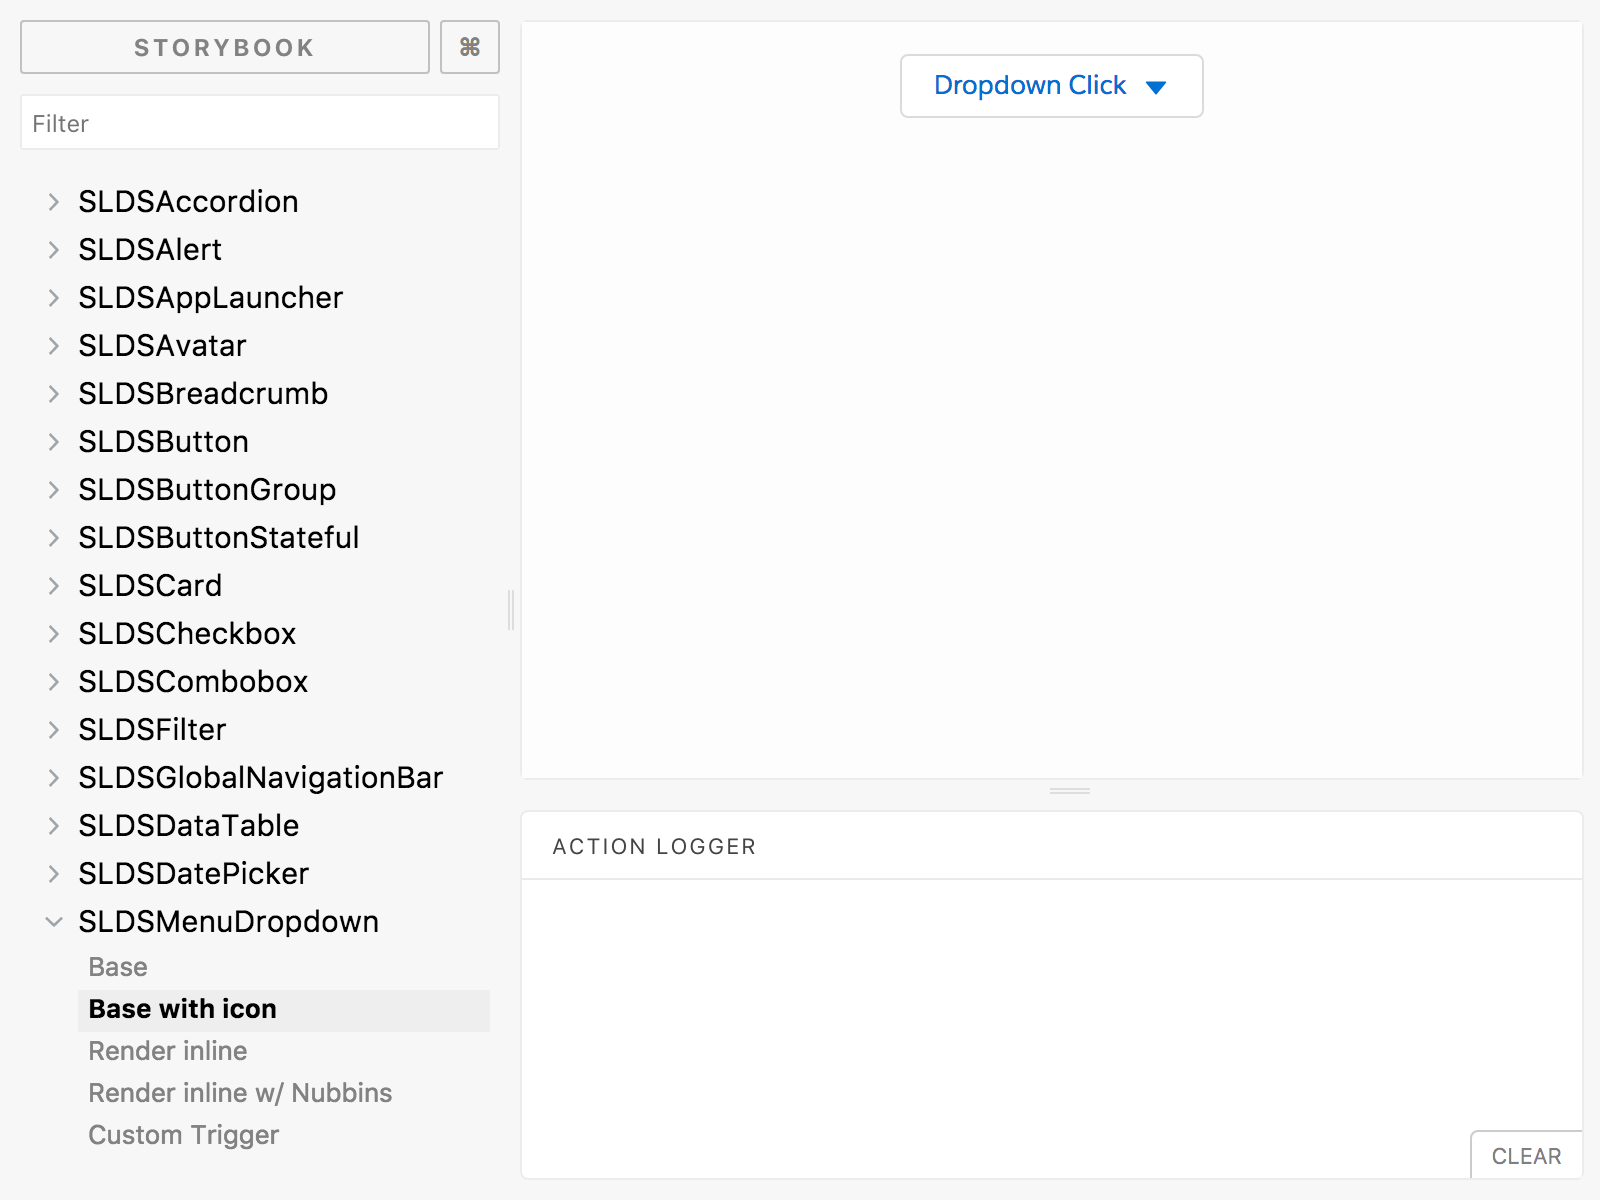 STORYBOOK
⌘
Filter
SLDSAccordion
SLDSAlert
SLDSAppLauncher
SLDSAvatar
SLDSBreadcrumb
SLDSButton
SLDSButtonGroup
SLDSButtonStateful
SLDSCard
SLDSCheckbox
SLDSCombobox
SLDSFilter
SLDSGlobalNavigationBar
SLDSDataTable
SLDSDatePicker
SLDSMenuDropdown
Base
Base with icon
Render inline
Render inline w/ Nubbins
Custom Trigger
Dropdown Click
ACTION LOGGER
CLEAR